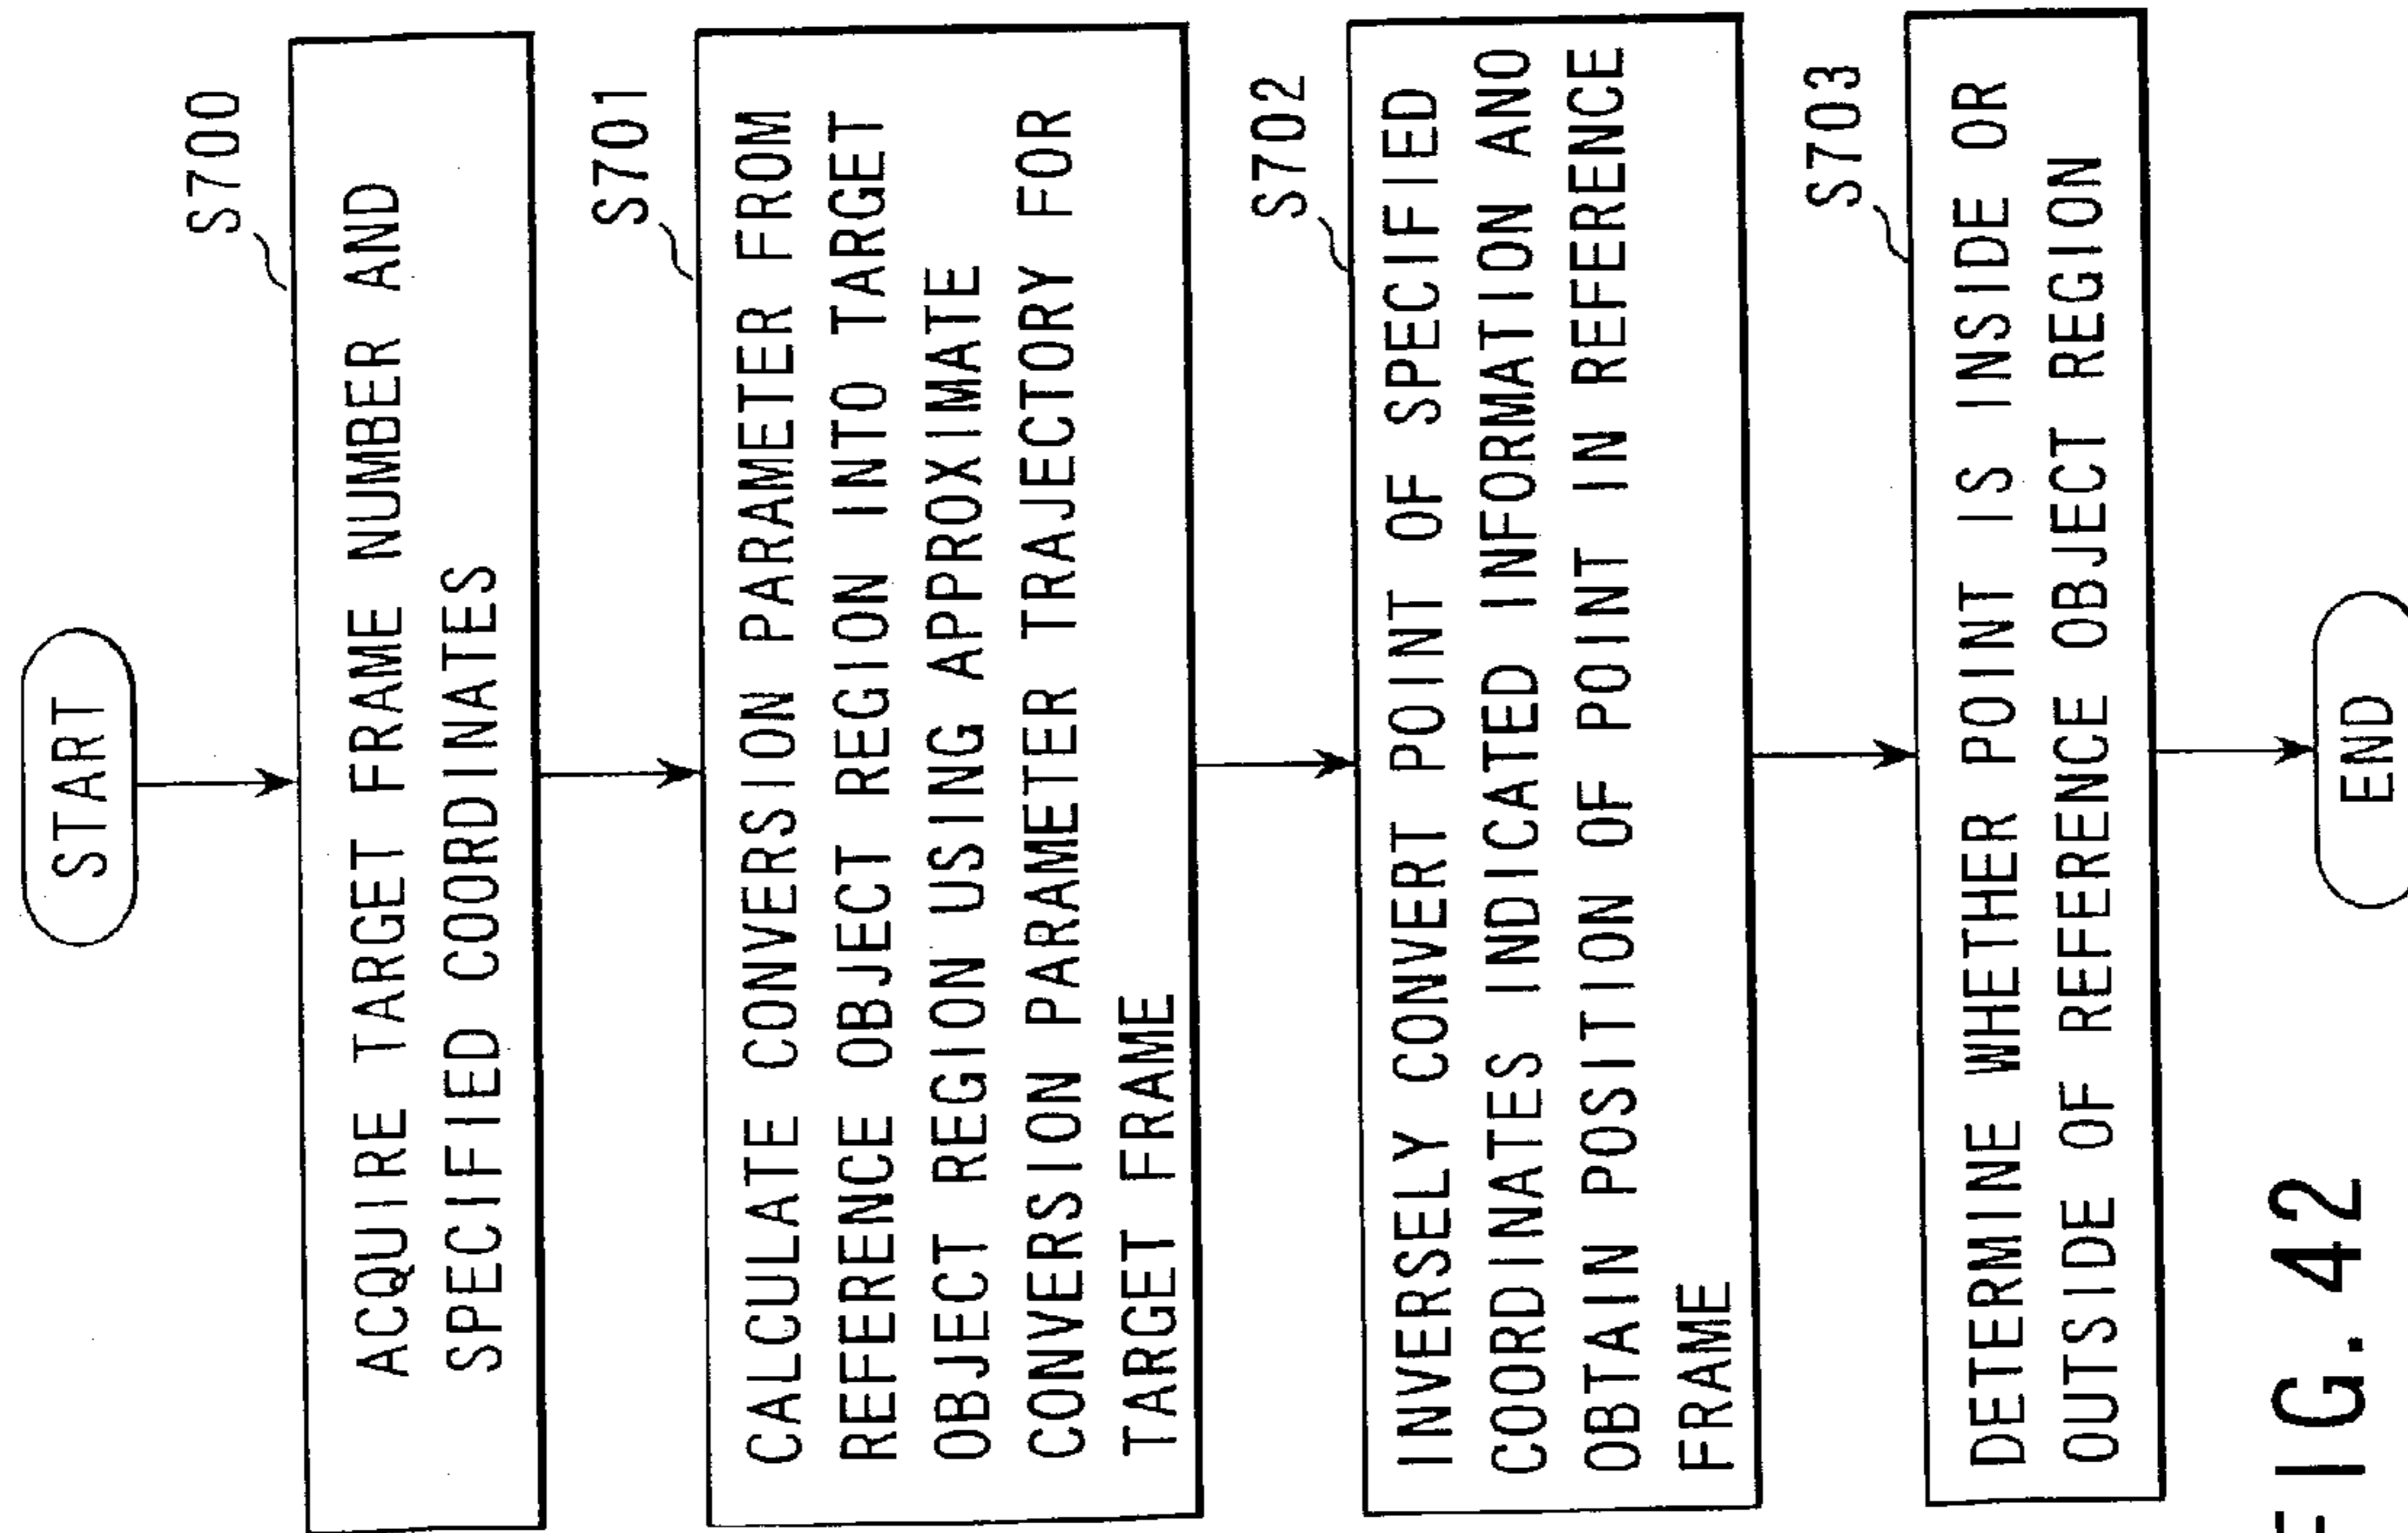 START
S700
ACQUIRE TARGET FRAME NUMBER AND
SPECIFIED COORDINATES
S701
CALCULATE CONVERSION PARAMETER FROM
REFERENCE OBJECT REGION INTO TARGET
OBJECT REGION USING APPROXIMATE
CONVERSION PARAMETER TRAJECTORY FOR
TARGET FRAME
S702
INVERSELY CONVERT POINT OF SPECIFIED
COORDINATES INDICATED INFORMATION ANO
OBTAIN POSITION OF POINT IN REFERENCE
FRAME
S703
DETERMINE WHETHER POINT IS INSIDE OR
OUTSIDE OF REFERENCE OBJECT REGION
END
FIG. 42